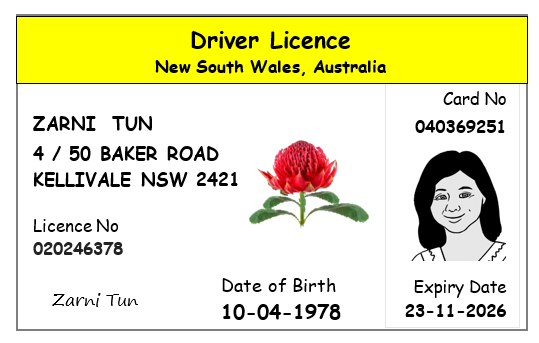 Driver Licence
New South Wales, Australia
Card No
040369251
ZARNI TUN
4 / 50 BAKER ROAD
KELLIVALE NSW 2421
Licence No
020246378
Zarni Tun
Date of Birth
10-04-1978
Expiry Date
23-11-2026